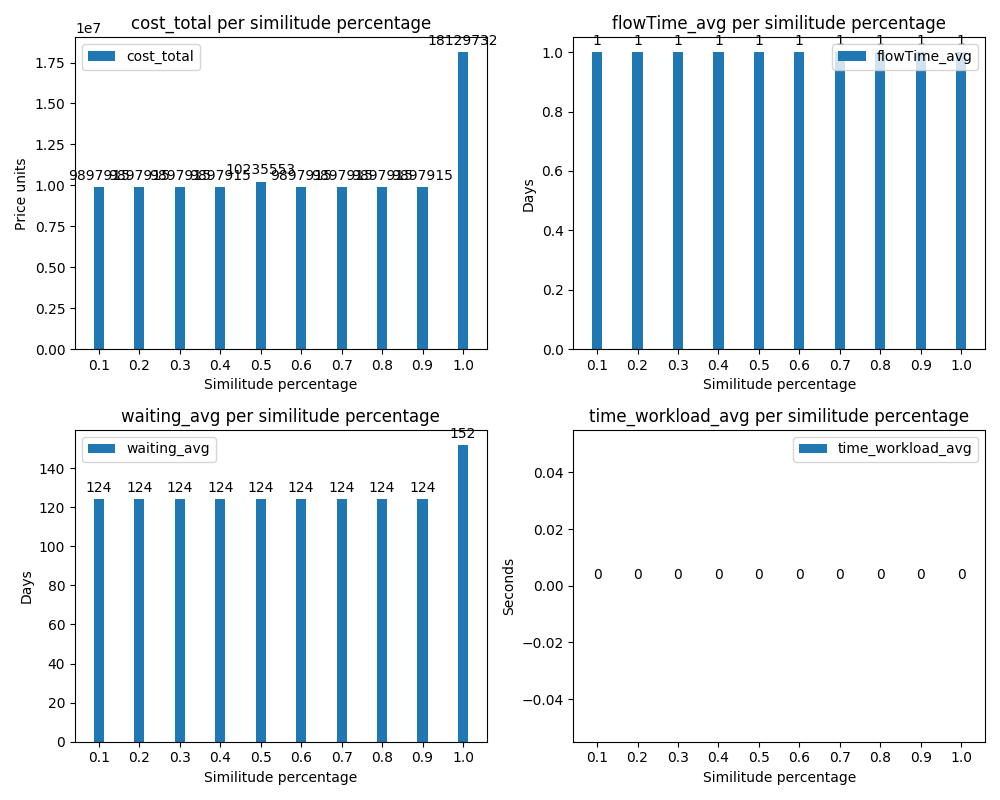 cost_total per similitude percentage
1e7
18129732
cost_total
1.75
1.50
1.25
10235553
9897915 9897915 9897915 9897915 9897915 9897915 9897915 9897915
1.00
Price units
0.75
0.50
0.25
0.00
0.1 0.2 0.3 0.4 0.5 0.6 0.7 0.8 0.9 1.0
Similitude percentage
flowTime_avg per similitude percentage
1 1 1 1 1 1 1 1 1 1
flowTime_avg
1.0
0.8
0.6
Days
0.4
0.2
0.0
0.1 0.2 0.3 0.4 0.5 0.6 0.7 0.8 0.9 1.0
Similitude percentage
waiting_avg per similitude percentage
152
waiting_avg
140
124 124 124 124 124 124 124 124 124
120
100
80
Days
60
40
20
0
0.1 0.2 0.3 0.4 0.5 0.6 0.7 0.8 0.9 1.0
Similitude percentage
time_workload_avg per similitude percentage
time_workload_avg
0.04
0.02
0 0 0 0 0 0 0 0 0 0
0.00
Seconds
−0.02
−0.04
0.1 0.2 0.3 0.4 0.5 0.6 0.7 0.8 0.9 1.0
Similitude percentage